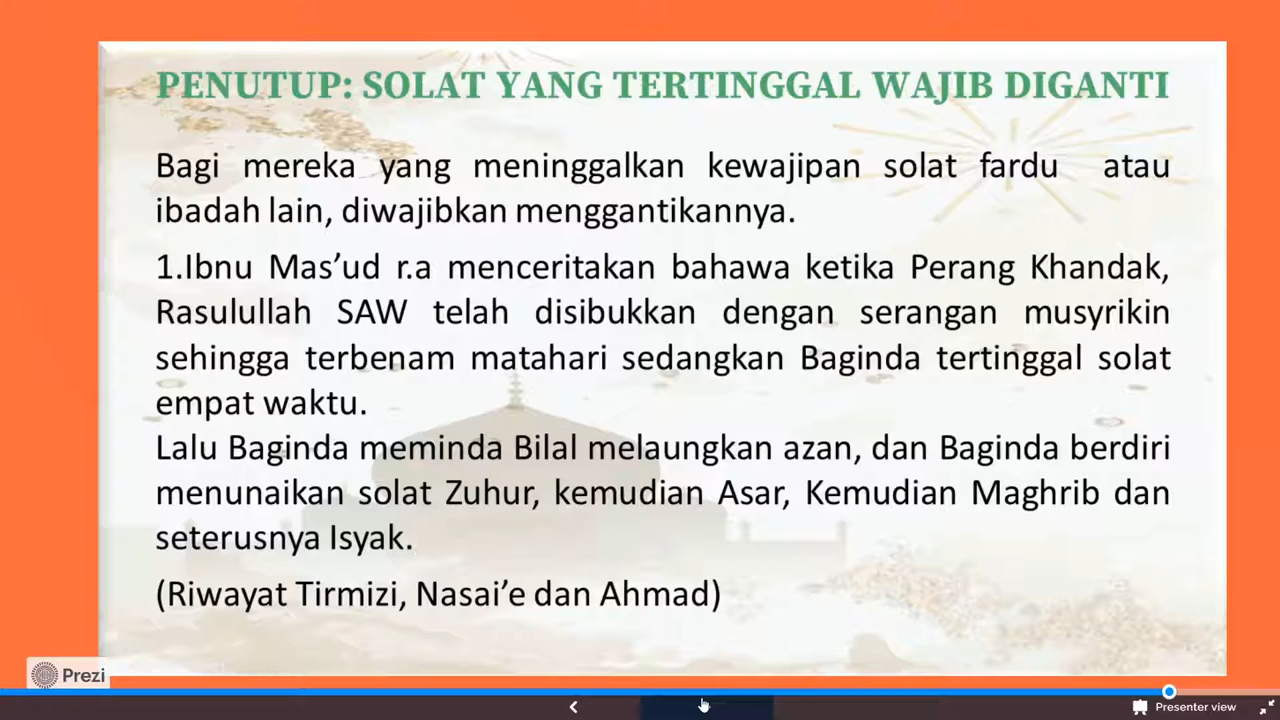 PENUTUP: SOLAT YANG TERTINGGAL WAJIB DIGANTI
Bagi mereka yang meninggalkan kewajipan solat fardu atau
ibadah lain, diwajibkan menggantikannya.
1.Ibnu Mas’ud r.a menceritakan bahawa ketika Perang Khandak,
Rasulullah SAW telah disibukkan dengan serangan musyrikin
sehingga terbenam matahari sedangkan Baginda tertinggal solat
empat waktu.
Lalu Baginda meminda Bilal melaungkan azan, dan Baginda berdiri
menunaikan solat Zuhur, kemudian Asar, Kemudian Maghrib dan
seterusnya Isyak.
(Riwayat Tirmizi, Nasai’e dan Ahmad)
Prezi
Presenter view